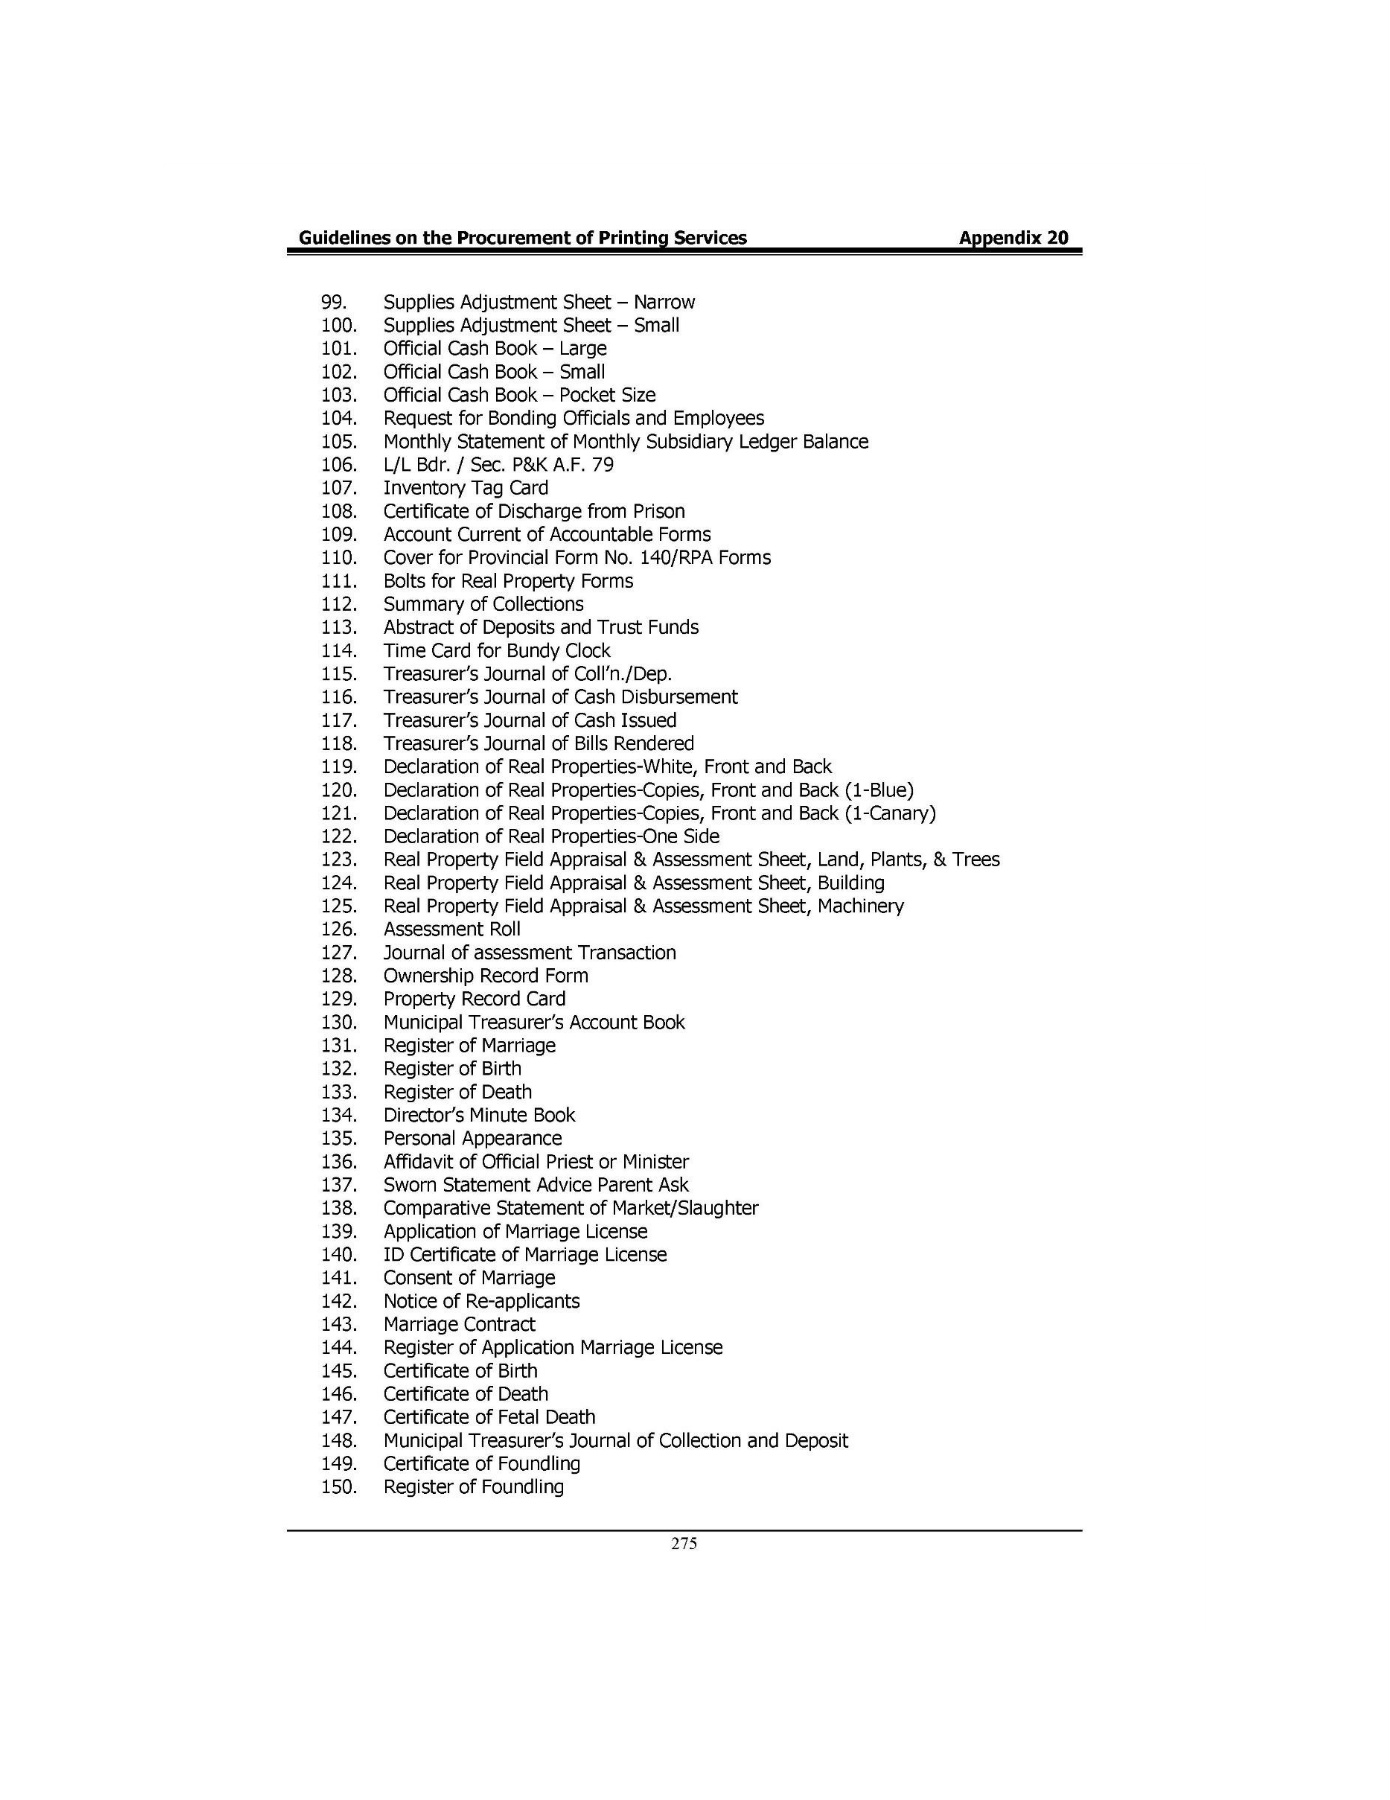 Guidelines on the Procurement of Printing Services Appendix 20
99. Supplies Adjustment Sheet – Narrow
100. Supplies Adjustment Sheet – Small
101. Official Cash Book – Large
102. Official Cash Book – Small
103. Official Cash Book – Pocket Size
104. Request for Bonding Officials and Employees
105. Monthly Statement of Monthly Subsidiary Ledger Balance
106. L/L Bdr. / Sec. P&K A.F. 79
107. Inventory Tag Card
108. Certificate of Discharge from Prison
109. Account Current of Accountable Forms
110. Cover for Provincial Form No. 140/RPA Forms
111. Bolts for Real Property Forms
112. Summary of Collections
113. Abstract of Deposits and Trust Funds
114. Time Card for Bundy Clock
115. Treasurer’s Journal of Coll’n./Dep.
116. Treasurer’s Journal of Cash Disbursement
117. Treasurer’s Journal of Cash Issued
118. Treasurer’s Journal of Bills Rendered
119. Declaration of Real Properties-White, Front and Back
120. Declaration of Real Properties-Copies, Front and Back (1-Blue)
121. Declaration of Real Properties-Copies, Front and Back (1-Canary)
122. Declaration of Real Properties-One Side
123. Real Property Field Appraisal & Assessment Sheet, Land, Plants, & Trees
124. Real Property Field Appraisal & Assessment Sheet, Building
125. Real Property Field Appraisal & Assessment Sheet, Machinery
126. Assessment Roll
127. Journal of assessment Transaction
128. Ownership Record Form
129. Property Record Card
130. Municipal Treasurer’s Account Book
131. Register of Marriage
132. Register of Birth
133. Register of Death
134. Director’s Minute Book
135. Personal Appearance
136. Affidavit of Official Priest or Minister
137. Sworn Statement Advice Parent Ask
138. Comparative Statement of Market/Slaughter
139. Application of Marriage License
140. ID Certificate of Marriage License
141. Consent of Marriage
142. Notice of Re-applicants
143. Marriage Contract
144. Register of Application Marriage License
145. Certificate of Birth
146. Certificate of Death
147. Certificate of Fetal Death
148. Municipal Treasurer’s Journal of Collection and Deposit
149. Certificate of Foundling
150. Register of Foundling
275